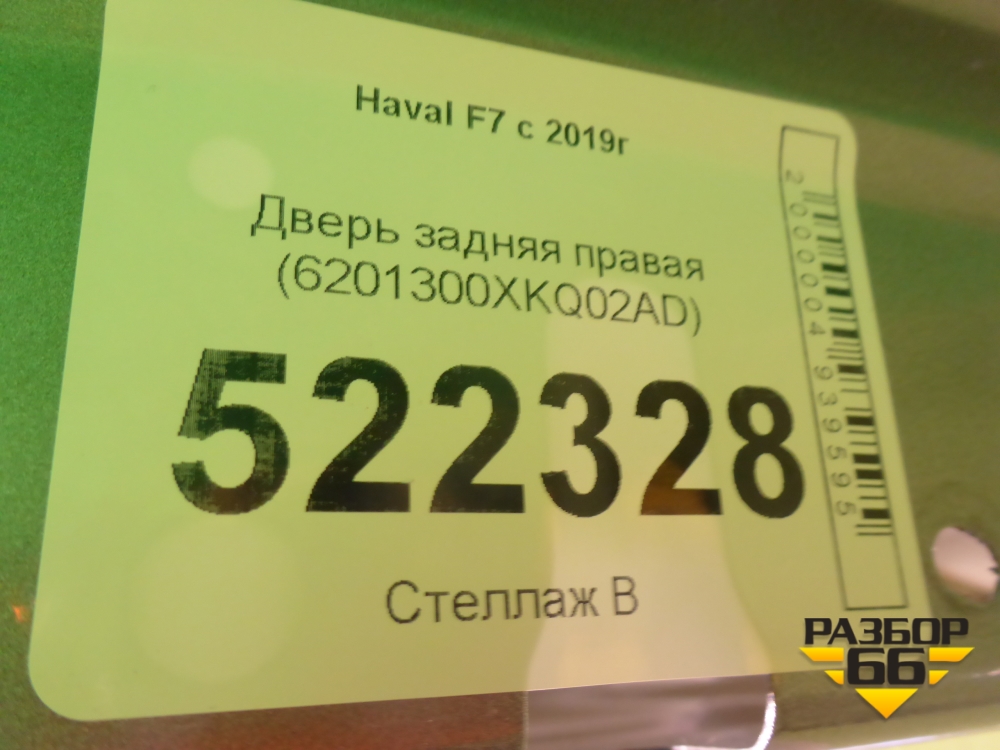 Haval F7 с 2019г
Дверь задняя правая
(6201300XKQ02AD)
522328
Стеллаж В
2000004939595
РАЗБОР
66